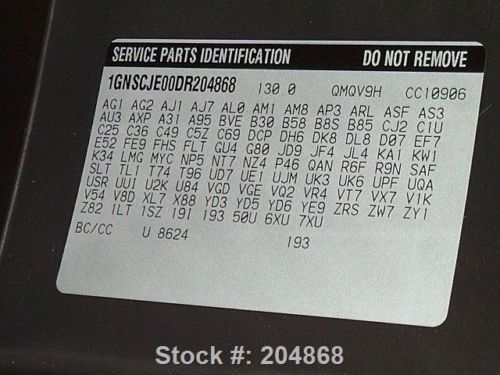 SERVICE PARTS IDENTIFICATION DO NOT REMOVE
1GNSCJE00DR204868 130.0 QMQV9H CC10906
AG1 AG2 AJ1 AJ7 AL0 AM1 AM8 AP3 ARL ASF AS3
AU3 AXP A31 A95 BVE B30 B58 B8S B85 CJ2 C1U
C25 C36 C49 C5Z C69 DCP DH6 DK8 DL8 D07 EF7
E52 FE9 FHS FLT GU4 G80 JD9 JF4 JL4 KA1 KW1
K34 LMG MYC NP5 NT7 NZ4 P46 QAN R6F R9N SAF
SLT TL1 T74 T96 UD7 UE1 UJM UK3 UK6 UPF UQA
USR UU1 U2K U84 VGD VGE VQ2 VR4 VT7 VX7 V1K
V54 V8D XL7 X88 YD3 YD5 YD6 YE9 ZRS ZW7 ZY1
Z82 1LT 1SZ 19I 193 50U 6XU 7XU
BC/CC U 8624 193
Stock #: 204868